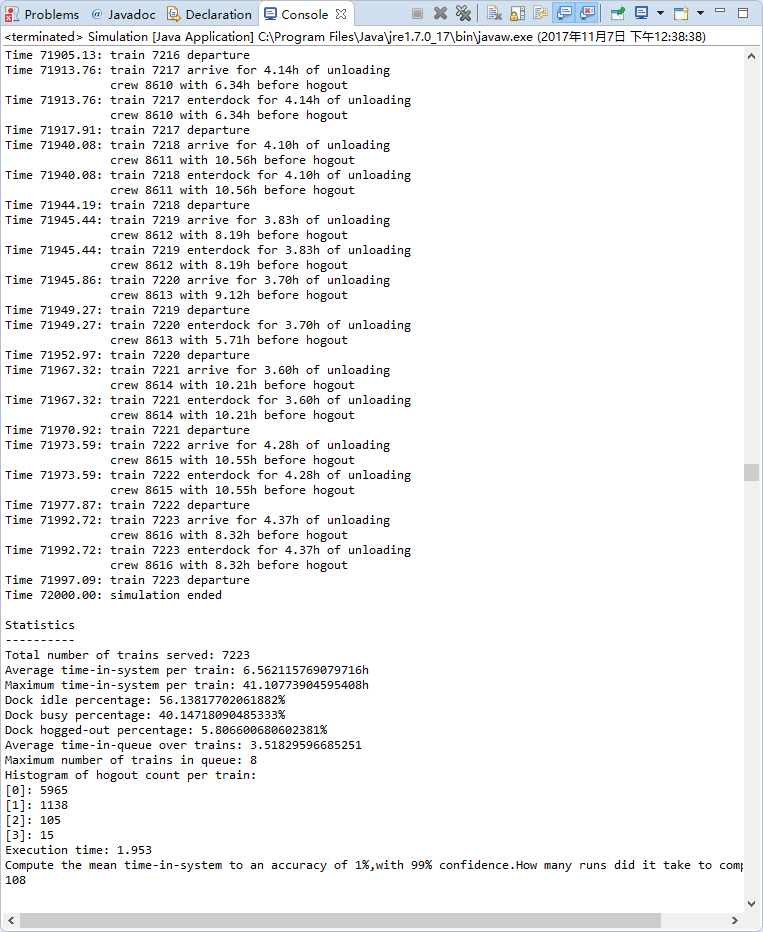 Problems @ Javadoc Declaration Console
<terminated> Simulation [Java Application] C:\Program Files\Java\jre1.7.0_17\bin\javaw.exe (2017年11月7日 下午12:38:38)
Time 71905.13: train 7216 departure
Time 71913.76: train 7217 arrive for 4.14h of unloading
crew 8610 with 6.34h before hogout
Time 71913.76: train 7217 enterdock for 4.14h of unloading
crew 8610 with 6.34h before hogout
Time 71917.91: train 7217 departure
Time 71940.08: train 7218 arrive for 4.10h of unloading
crew 8611 with 10.56h before hogout
Time 71940.08: train 7218 enterdock for 4.10h of unloading
crew 8611 with 10.56h before hogout
Time 71944.19: train 7218 departure
Time 71945.44: train 7219 arrive for 3.83h of unloading
crew 8612 with 8.19h before hogout
Time 71945.44: train 7219 enterdock for 3.83h of unloading
crew 8612 with 8.19h before hogout
Time 71945.86: train 7220 arrive for 3.70h of unloading
crew 8613 with 9.12h before hogout
Time 71949.27: train 7219 departure
Time 71949.27: train 7220 enterdock for 3.70h of unloading
crew 8613 with 5.71h before hogout
Time 71952.97: train 7220 departure
Time 71967.32: train 7221 arrive for 3.60h of unloading
crew 8614 with 10.21h before hogout
Time 71967.32: train 7221 enterdock for 3.60h of unloading
crew 8614 with 10.21h before hogout
Time 71970.92: train 7221 departure
Time 71973.59: train 7222 arrive for 4.28h of unloading
crew 8615 with 10.55h before hogout
Time 71973.59: train 7222 enterdock for 4.28h of unloading
crew 8615 with 10.55h before hogout
Time 71977.87: train 7222 departure
Time 71992.72: train 7223 arrive for 4.37h of unloading
crew 8616 with 8.32h before hogout
Time 71992.72: train 7223 enterdock for 4.37h of unloading
crew 8616 with 8.32h before hogout
Time 71997.09: train 7223 departure
Time 72000.00: simulation ended
Statistics
----------
Total number of trains served: 7223
Average time-in-system per train: 6.562115769079716h
Maximum time-in-system per train: 41.10773904595408h
Dock idle percentage: 56.13817702061882%
Dock busy percentage: 40.14718090485333%
Dock hogged-out percentage: 5.806600680602381%
Average time-in-queue over trains: 3.51829596685251
Maximum number of trains in queue: 8
Histogram of hogout count per train:
[0]: 5965
[1]: 1138
[2]: 105
[3]: 15
Execution time: 1.953
Compute the mean time-in-system to an accuracy of 1%,with 99% confidence.How many runs did it take to comp
108